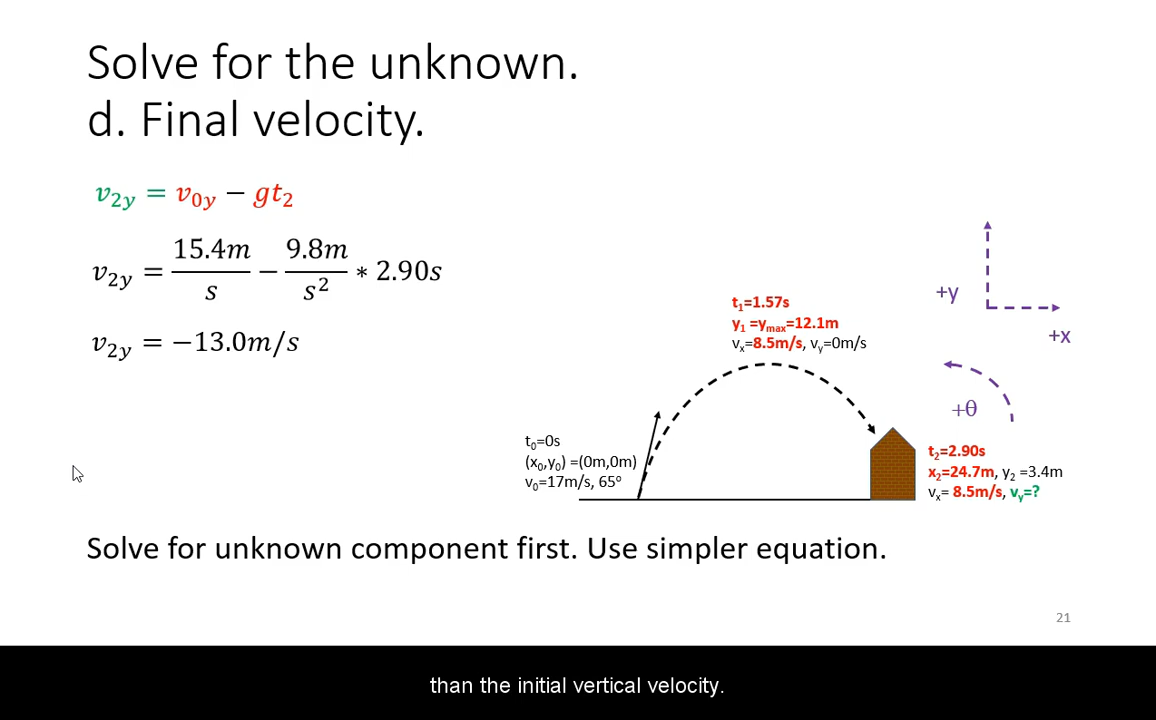 Solve for the unknown.
d. Final velocity.
v₂y = v₀y − gt₂
v₂y = 15.4m/s − 9.8m/s² ∗ 2.90s
v₂y = −13.0m/s
+y
+x
+θ
t₁=1.57s
y₁ =yₘₐₓ=12.1m
vₓ=8.5m/s, vy=0m/s
t₀=0s
(x₀,y₀) =(0m,0m)
v₀=17m/s, 65º
t₂=2.90s
x₂=24.7m, y₂ =3.4m
vₓ= 8.5m/s, vy=?
Solve for unknown component first. Use simpler equation.
21
than the initial vertical velocity.